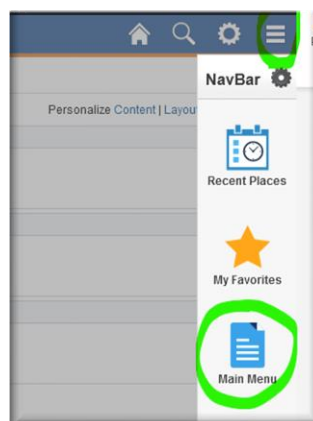 NavBar
Personalize Content | Layou
Recent Places
My Favorites
Main Menu